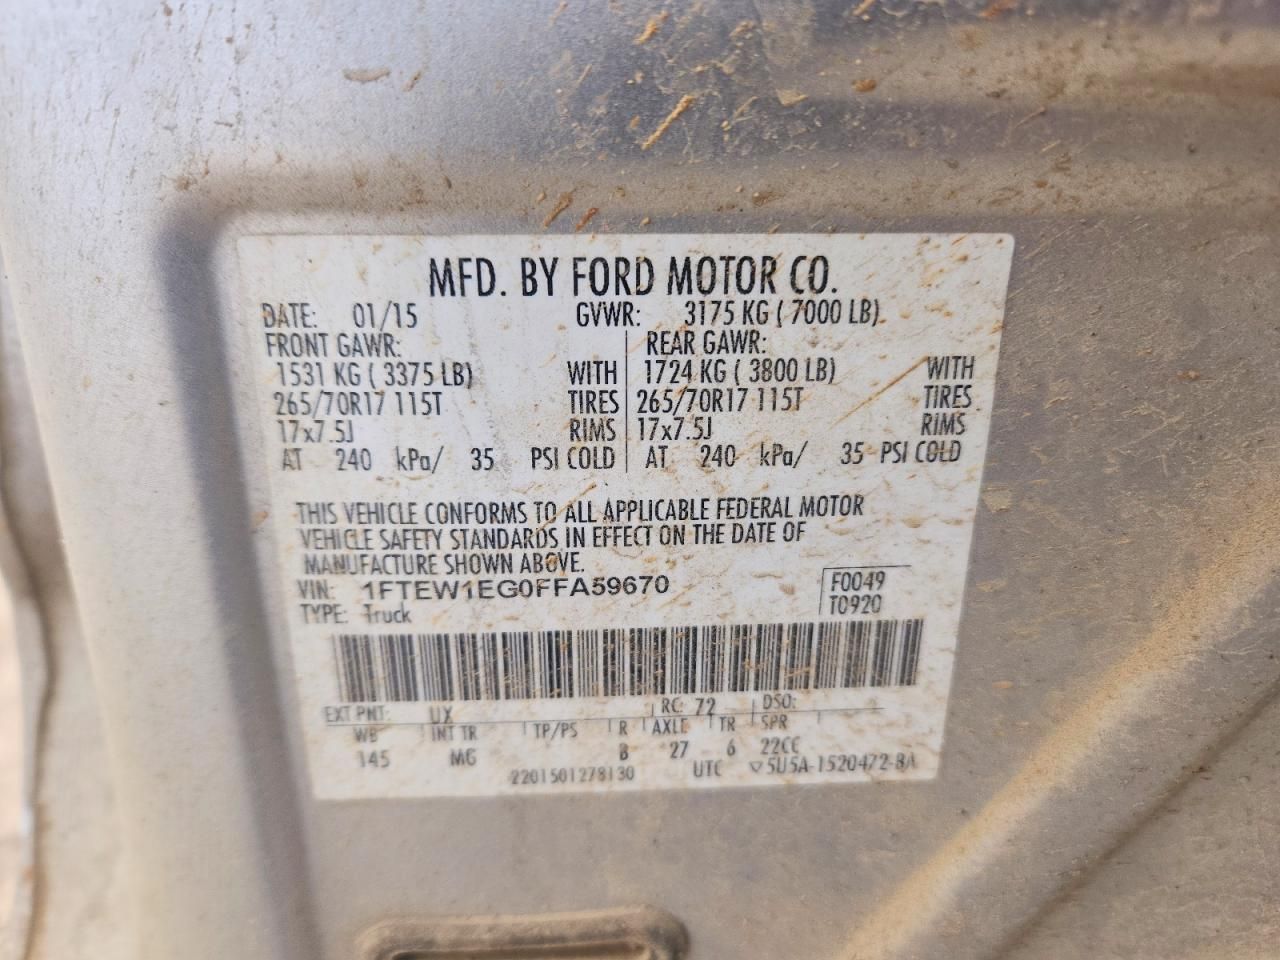 MFD. BY FORD MOTOR CO.
DATE: 01/15 GVWR: 3175 KG ( 7000 LB)
FRONT GAWR: REAR GAWR:
1531 KG ( 3375 LB) WITH 1724 KG ( 3800 LB) WITH
265/70R17 115T TIRES 265/70R17 115T TIRES
17x7.5J RIMS 17x7.5J RIMS
AT 240 kPa/ 35 PSI COLD AT 240 kPa/ 35 PSI COLD
THIS VEHICLE CONFORMS TO ALL APPLICABLE FEDERAL MOTOR
VEHICLE SAFETY STANDARDS IN EFFECT ON THE DATE OF
MANUFACTURE SHOWN ABOVE.
VIN: 1FTEW1EG0FFA59670 F0049
TYPE: Truck T0920
EXT PNT: UX RC: 72 DSO:
WB INT TR TP/PS R AXLE TR SPR
145 MG B 27 6 22CC
2201501278130 UTC ▽5U5A-1520472-BA